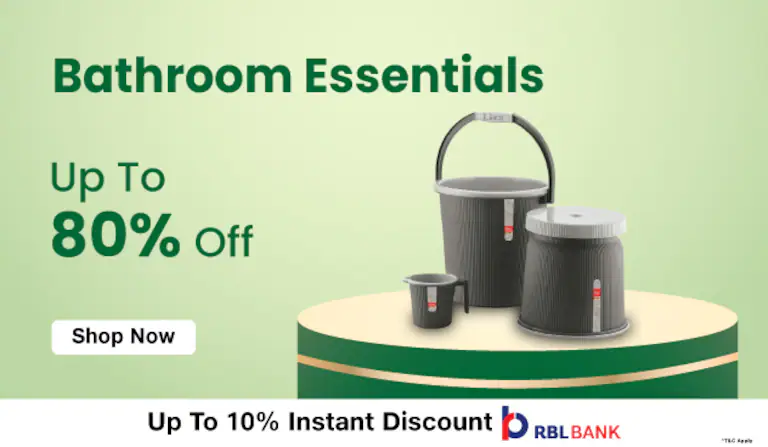 Bathroom Essentials
Up To
80% Off
Shop Now
Up To 10% Instant Discount RBL BANK
*T&C Apply